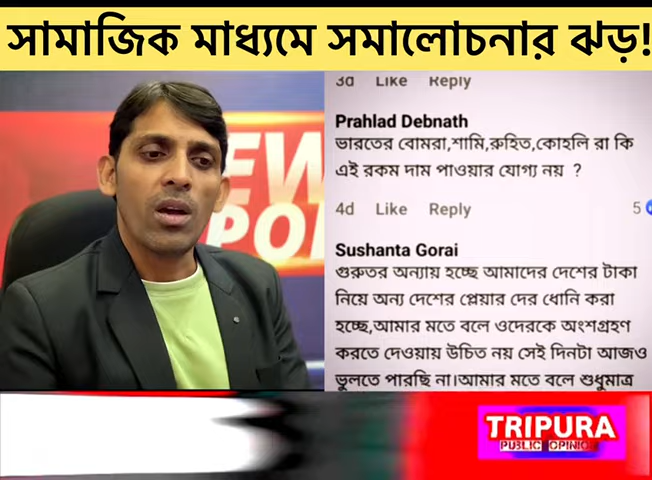 সামাজিক মাধ্যমে সমালোচনার ঝড়!
3d Like Reply
Prahlad Debnath
ভারতের বোমরা,শামি,রুহিত,কোহলি রা কি
এই রকম দাম পাওয়ার যোগ্য নয় ?
4d Like Reply 5
Sushanta Gorai
গুরুতর অন্যায় হচ্ছে আমাদের দেশের টাকা
নিয়ে অন্য দেশের প্লেয়ার দের ধোনি করা
হচ্ছে,আমার মতে বলে ওদেরকে অংশগ্রহণ
করতে দেওয়ায় উচিত নয় সেই দিনটা আজও
ভুলতে পারছি না।আমার মতে বলে শুধুমাত্র
TRIPURA
PUBLIC OPINION